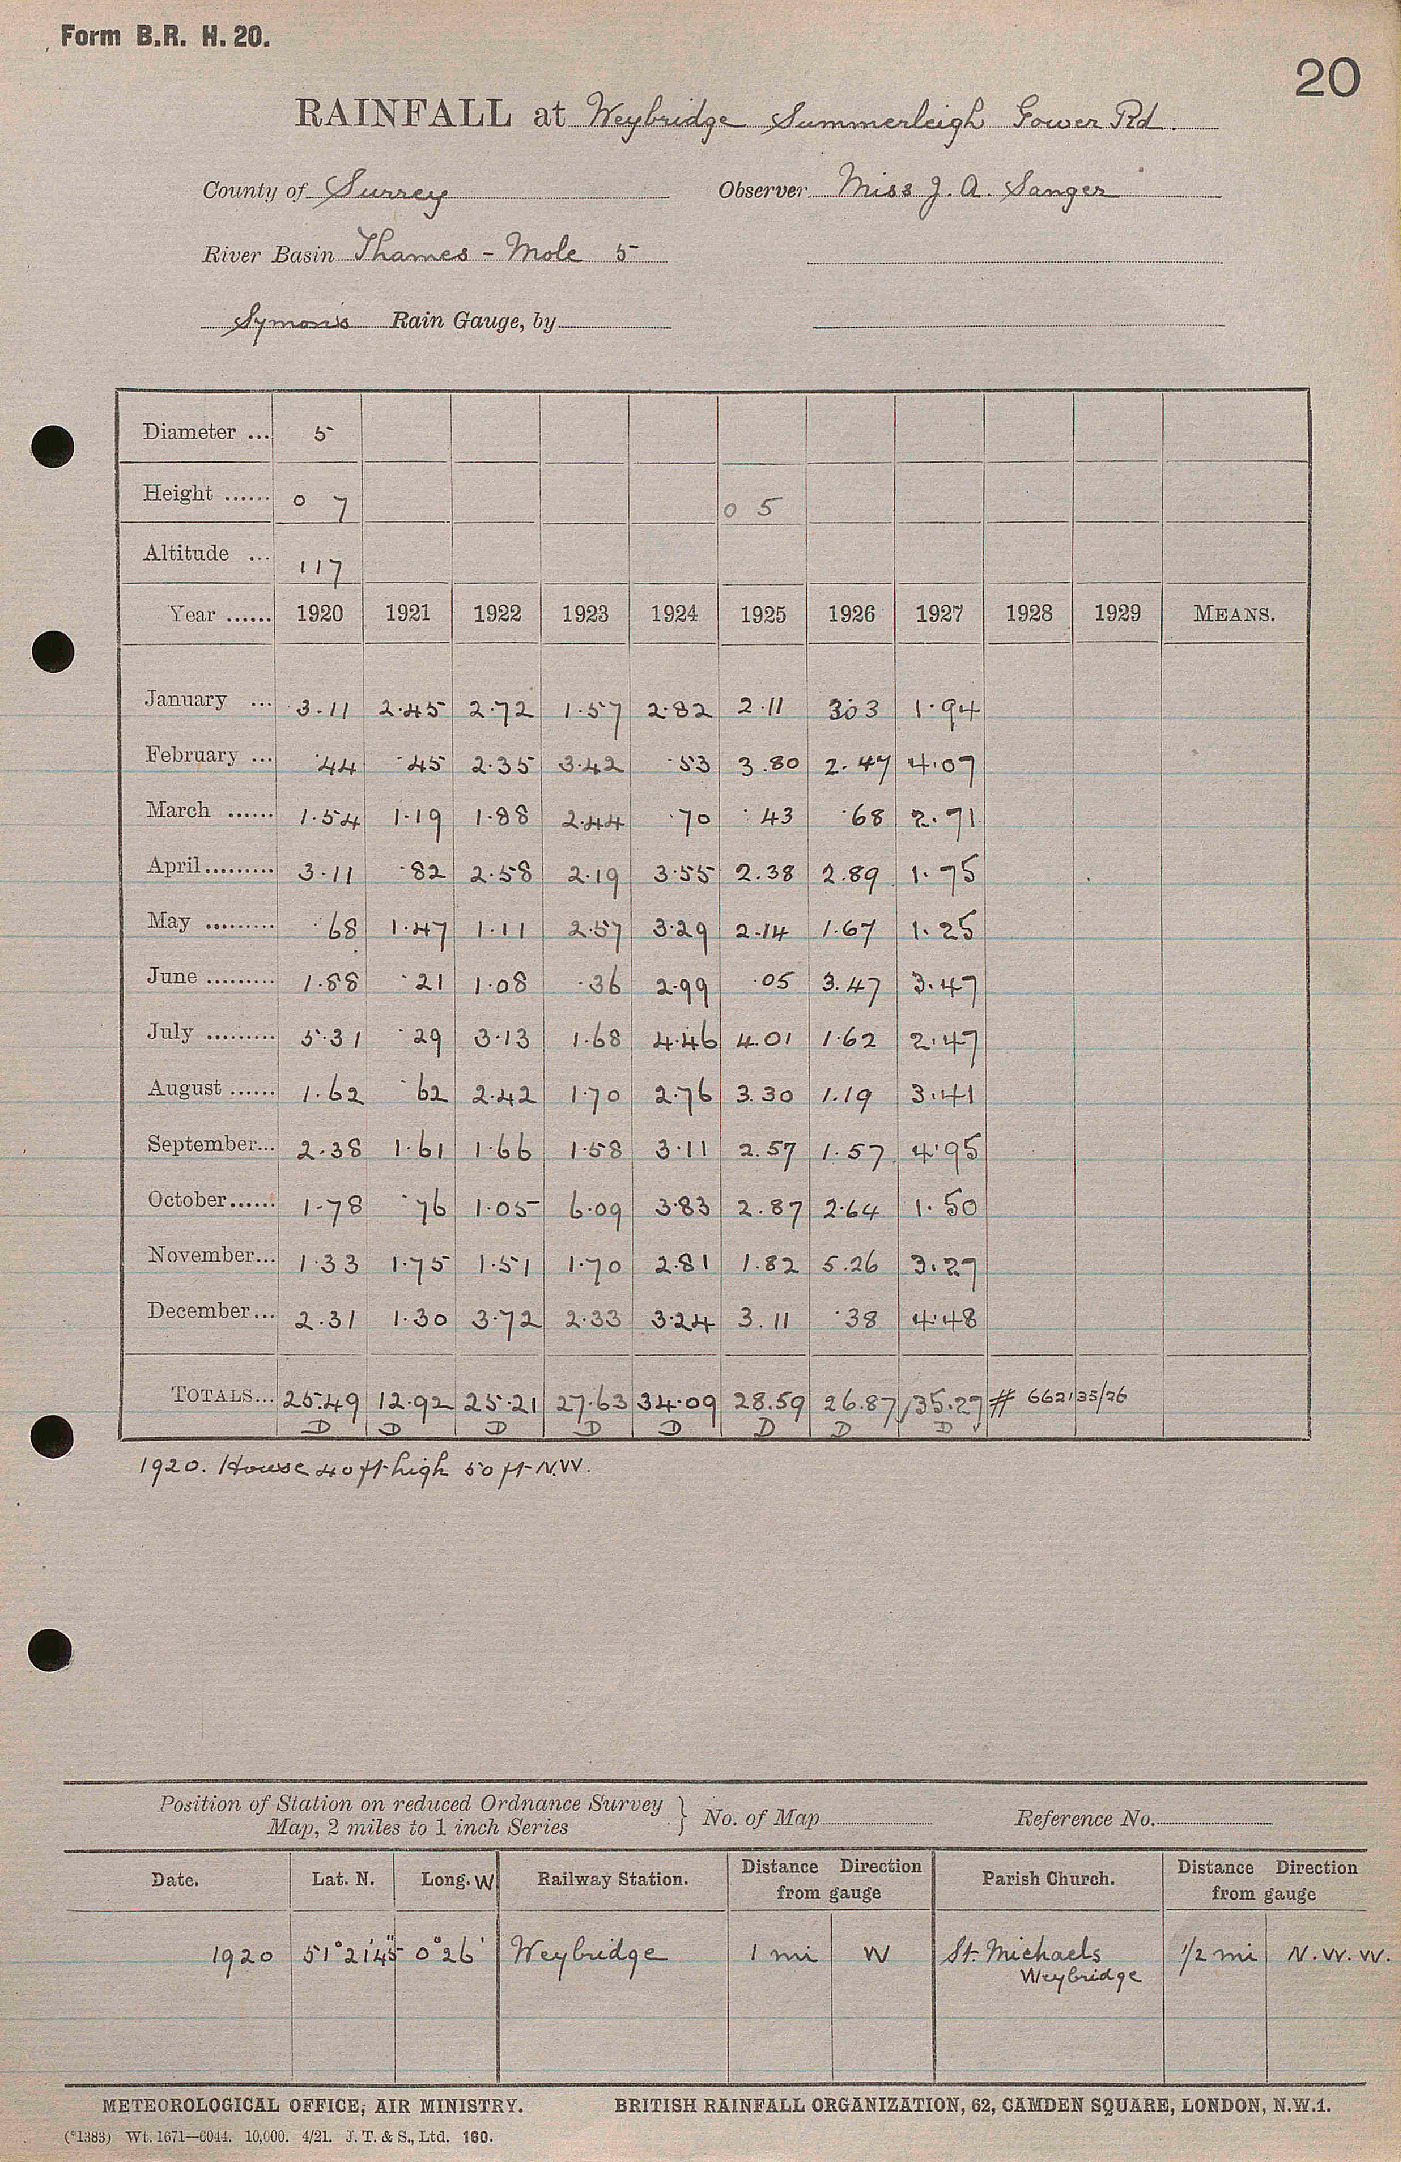 Form B.R. H. 20.
20
RAINFALL at Weybridge Summerleigh Gower Rd.
County of Surrey Observer Miss J. A. Sanger
River Basin Thames - Mole 5
Symons Rain Gauge, by
Diameter ... 5
Height ...... 0 7 0 5
Altitude ... 117
Year ...... 1920 1921 1922 1923 1924 1925 1926 1927 1928 1929 MEANS.
January ... 3.11 2.45 2.72 1.57 2.82 2.11 3.03 1.94
February ... .44 .45 2.35 3.42 .53 3.80 2.47 4.07
March ...... 1.54 1.19 1.88 2.44 .70 .43 .68 2.71
April ......... 3.11 .82 2.58 2.19 3.55 2.38 2.89 1.75
May ......... .68 1.47 1.11 2.57 3.29 2.14 1.67 1.25
June ......... 1.88 .21 1.08 .36 2.99 .05 3.47 3.47
July ......... 5.31 .29 3.13 1.68 4.46 4.01 1.62 2.47
August ...... 1.62 .62 2.42 1.70 2.76 3.30 1.19 3.41
September... 2.38 1.61 1.66 1.58 3.11 2.57 1.57 4.95
October...... 1.78 .76 1.05 6.09 3.83 2.87 2.64 1.50
November... 1.33 1.75 1.51 1.70 2.81 1.82 5.26 3.27
December... 2.31 1.30 3.72 2.33 3.24 3.11 .38 4.48
TOTALS... 25.49 12.92 25.21 27.63 34.09 28.59 26.87 35.27 # 662135/26
D D D D D D D D
1920. House 40 ft high 50 ft N.W.
Position of Station on reduced Ordnance Survey
Map, 2 miles to 1 inch Series } No. of Map Reference No.
Date. Lat. N. Long. W Railway Station. Distance Direction from gauge Parish Church. Distance Direction from gauge
1920 51°21'45" 0°26' Weybridge 1 mi W St. Michaels 1/2 mi N.W.W.
Weybridge
METEOROLOGICAL OFFICE, AIR MINISTRY. BRITISH RAINFALL ORGANIZATION, 62, CAMDEN SQUARE, LONDON, N.W.1.
(*1383) Wt. 1671—6044. 10,000. 4/21. J. T. & S., Ltd. 160.